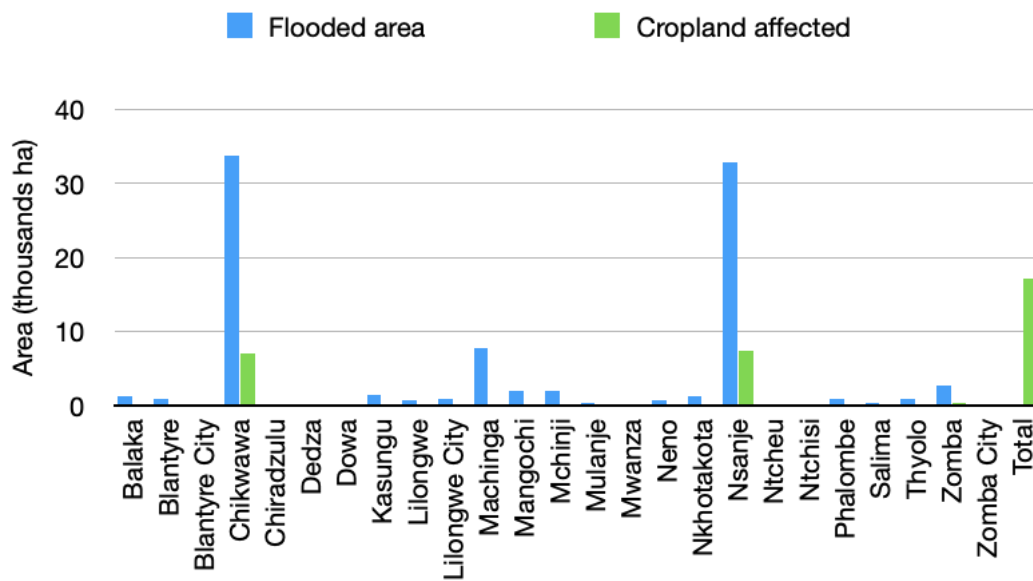 Flooded area
Cropland affected
Area (thousands ha)
40
30
20
10
0
Balaka
Blantyre
Blantyre City
Chikwawa
Chiradzulu
Dedza
Dowa
Kasungu
Lilongwe
Lilongwe City
Machinga
Mangochi
Mchinji
Mulanje
Mwanza
Neno
Nkhotakota
Nsanje
Ntcheu
Ntchisi
Phalombe
Salima
Thyolo
Zomba
Zomba City
Total